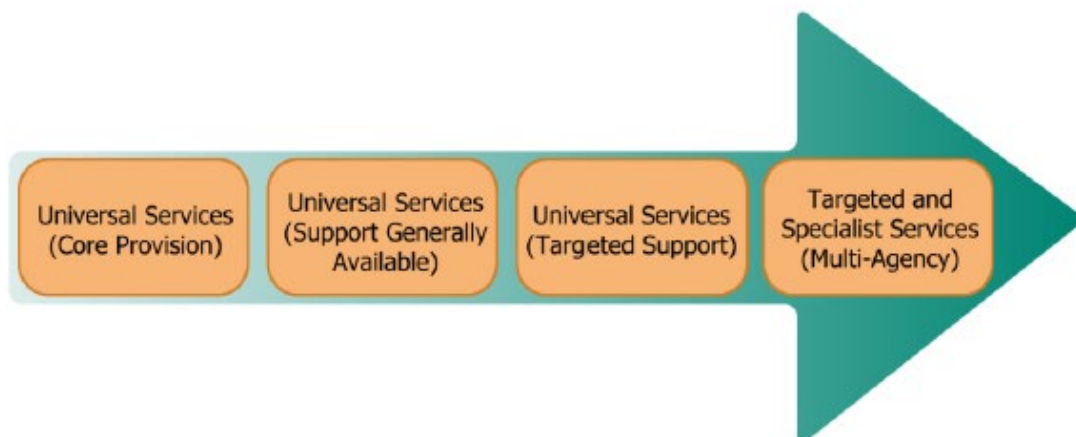 Universal Services
(Core Provision)
Universal Services
(Support Generally
Available)
Universal Services
(Targeted Support)
Targeted and
Specialist Services
(Multi-Agency)